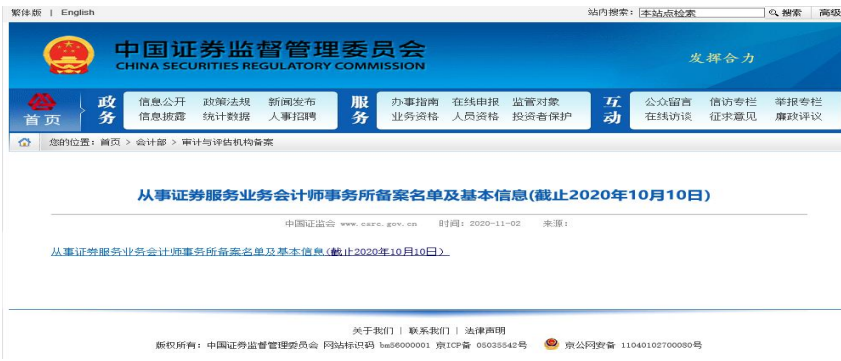 繁体版 | English 站内搜索： 本站点检索 搜索 高级
中国证券监督管理委员会
CHINA SECURITIES REGULATORY COMMISSION
发挥合力
首页 政务 信息公开 政策法规 新闻发布 服务 办事指南 在线申报 监管对象 互动 公众留言 信访专栏 举报专栏
信息披露 统计数据 人事招聘 业务资格 人员资格 投资者保护 在线访谈 征求意见 廉政评议
您的位置：首页 > 会计部 > 审计与评估机构备案
从事证券服务业务会计师事务所备案名单及基本信息(截止2020年10月10日)
中国证监会 www.csrc.gov.cn 时间：2020-11-02 来源：
从事证券服务业务会计师事务所备案名单及基本信息(截止2020年10月10日）
关于我们 | 联系我们 | 法律声明
版权所有：中国证券监督管理委员会 网站标识码 bm56000001 京ICP备 05035542号 京公网安备 11040102700080号